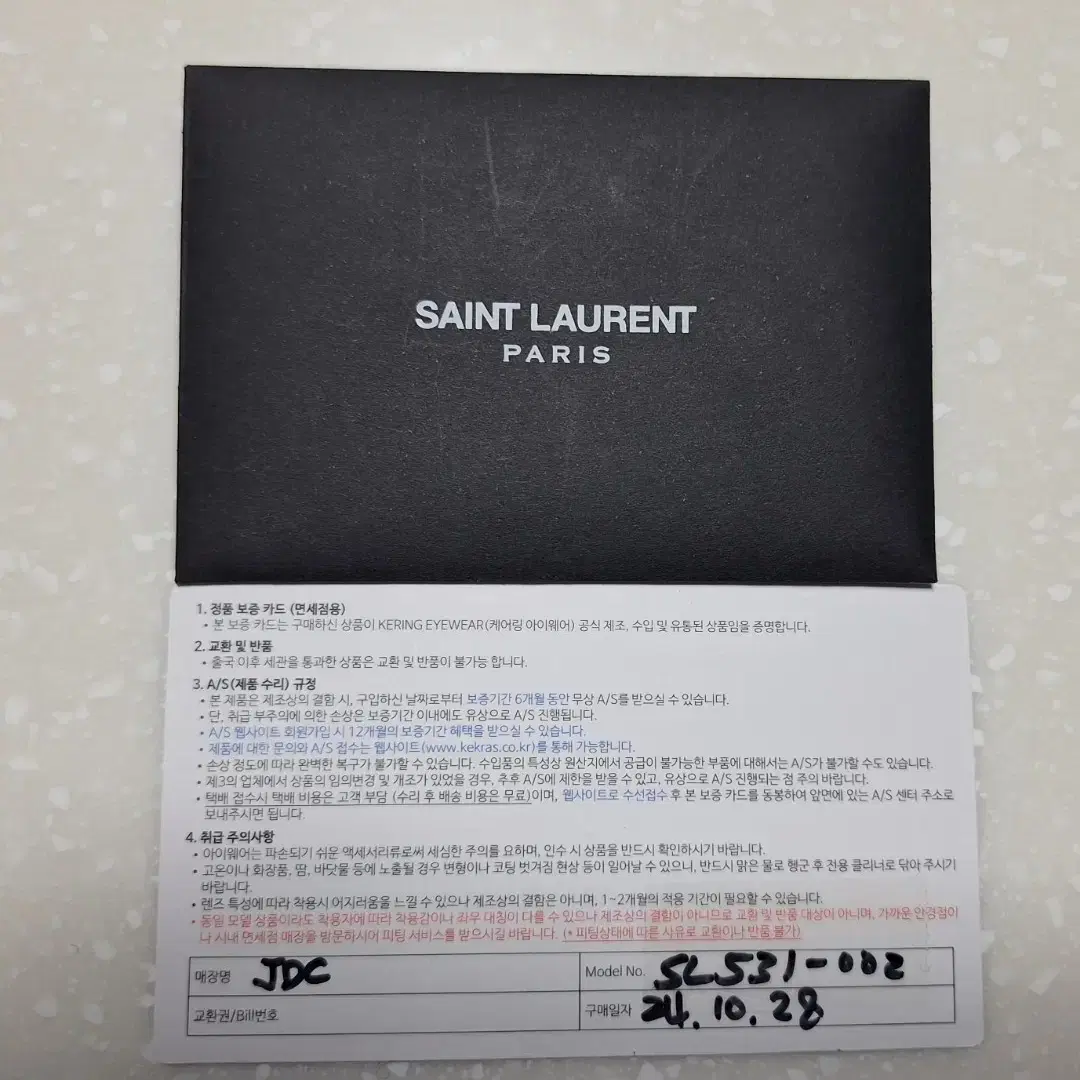 SAINT LAURENT
PARIS
1. 정품 보증 카드 (면세점용)
• 본 보증 카드는 구매하신 상품이 KERING EYEWEAR(케어링 아이웨어) 공식 제조, 수입 및 유통된 상품임을 증명합니다.
2. 교환 및 반품
• 출국 이후 세관을 통과한 상품은 교환 및 반품이 불가능 합니다.
3. A/S(제품 수리) 규정
• 본 제품은 제조상의 결함 시, 구입하신 날짜로부터 보증기간 6개월 동안 무상 A/S를 받으실 수 있습니다.
• 단, 취급 부주의에 의한 손상은 보증기간 이내에도 유상으로 A/S 진행됩니다.
• A/S 웹사이트 회원가입 시 12개월의 보증기간 혜택을 받으실 수 있습니다.
• 제품에 대한 문의와 A/S 접수는 웹사이트(www.kekras.co.kr)를 통해 가능합니다.
• 손상 정도에 따라 완벽한 복구가 불가할 수 있습니다. 수입품의 특성상 원산지에서 공급이 불가능한 부품에 대해서는 A/S가 불가할 수도 있습니다.
• 제3의 업체에서 상품의 임의변경 및 개조가 있었을 경우, 추후 A/S에 제한을 받을 수 있고, 유상으로 A/S 진행되는 점 주의 바랍니다.
• 택배 접수시 택배 비용은 고객 부담 (수리 후 배송 비용은 무료)이며, 웹사이트로 수선접수 후 본 보증 카드를 동봉하여 앞면에 있는 A/S 센터 주소로
보내주시면 됩니다.
4. 취급 주의사항
• 아이웨어는 파손되기 쉬운 액세서리류로써 세심한 주의를 요하며, 인수 시 상품을 반드시 확인하시기 바랍니다.
• 고온이나 화장품, 땀, 바닷물 등에 노출될 경우 변형이나 코팅 벗겨짐 현상 등이 일어날 수 있으니, 반드시 맑은 물로 헹군 후 전용 클리너로 닦아 주시기
바랍니다.
• 렌즈 특성에 따라 착용시 어지러움을 느낄 수 있으나 제조상의 결함은 아니며, 1~2개월의 적응 기간이 필요할 수 있습니다.
• 동일 모델 상품이라도 착용자에 따라 착용감이나 좌우 대칭이 다를 수 있으나 제조상의 결함이 아니므로 교환 및 반품 대상이 아니며, 가까운 안경점이
나 시내 면세점 매장을 방문하시어 피팅 서비스를 받으시길 바랍니다. (* 피팅상태에 따른 사유로 교환이나 반품 불가)
매장명 JDC
Model No. SL531-002
교환권/Bill번호
구매일자 24.10.28